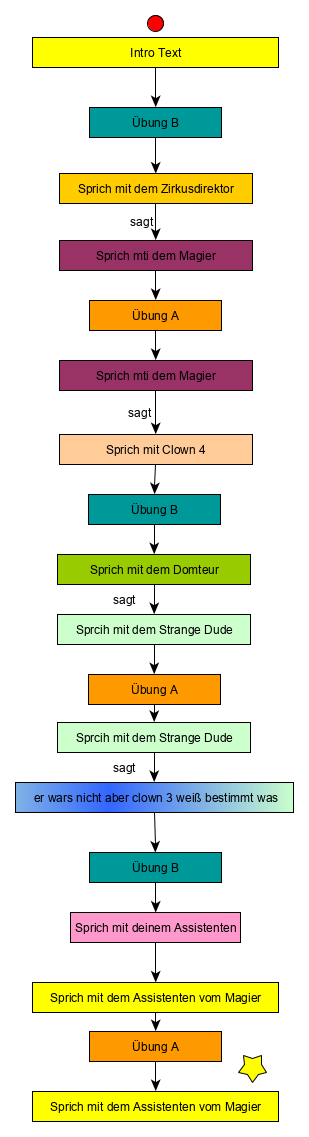 Intro Text
Übung B
Sprich mit dem Zirkusdirektor
sagt
Sprich mti dem Magier
Übung A
Sprich mti dem Magier
sagt
Sprich mit Clown 4
Übung B
Sprich mit dem Domteur
sagt
Sprcih mit dem Strange Dude
Übung A
Sprcih mit dem Strange Dude
sagt
er wars nicht aber clown 3 weiß bestimmt was
Übung B
Sprich mit deinem Assistenten
Sprich mit dem Assistenten vom Magier
Übung A
Sprich mit dem Assistenten vom Magier